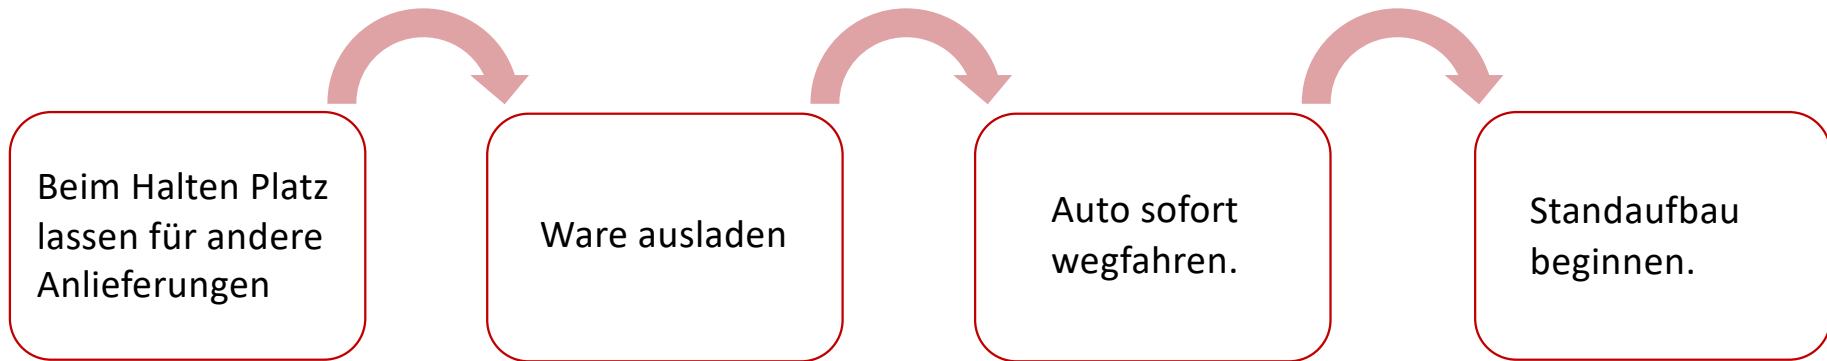 Beim Halten Platz
lassen für andere
Anlieferungen
Ware ausladen
Auto sofort
wegfahren.
Standaufbau
beginnen.